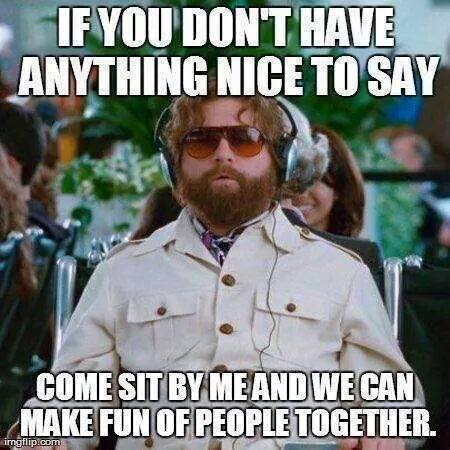 IF YOU DON'T HAVE
ANYTHING NICE TO SAY
COME SIT BY ME AND WE CAN
MAKE FUN OF PEOPLE TOGETHER.
imgflip.com